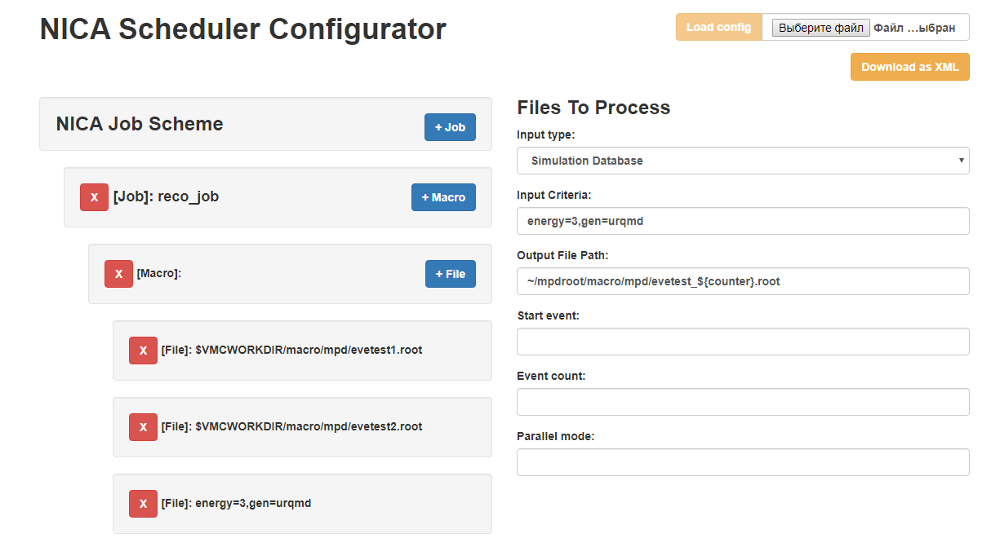 NICA Scheduler Configurator
Load config
Выберите файл Файл ...ыбран
Download as XML
NICA Job Scheme
+ Job
X [Job]: reco_job
+ Macro
X [Macro]:
+ File
X [File]: $VMCWORKDIR/macro/mpd/evetest1.root
X [File]: $VMCWORKDIR/macro/mpd/evetest2.root
X [File]: energy=3,gen=urqmd
Files To Process
Input type:
Simulation Database
Input Criteria:
energy=3,gen=urqmd
Output File Path:
~/mpdroot/macro/mpd/evetest_${counter}.root
Start event:
Event count:
Parallel mode: